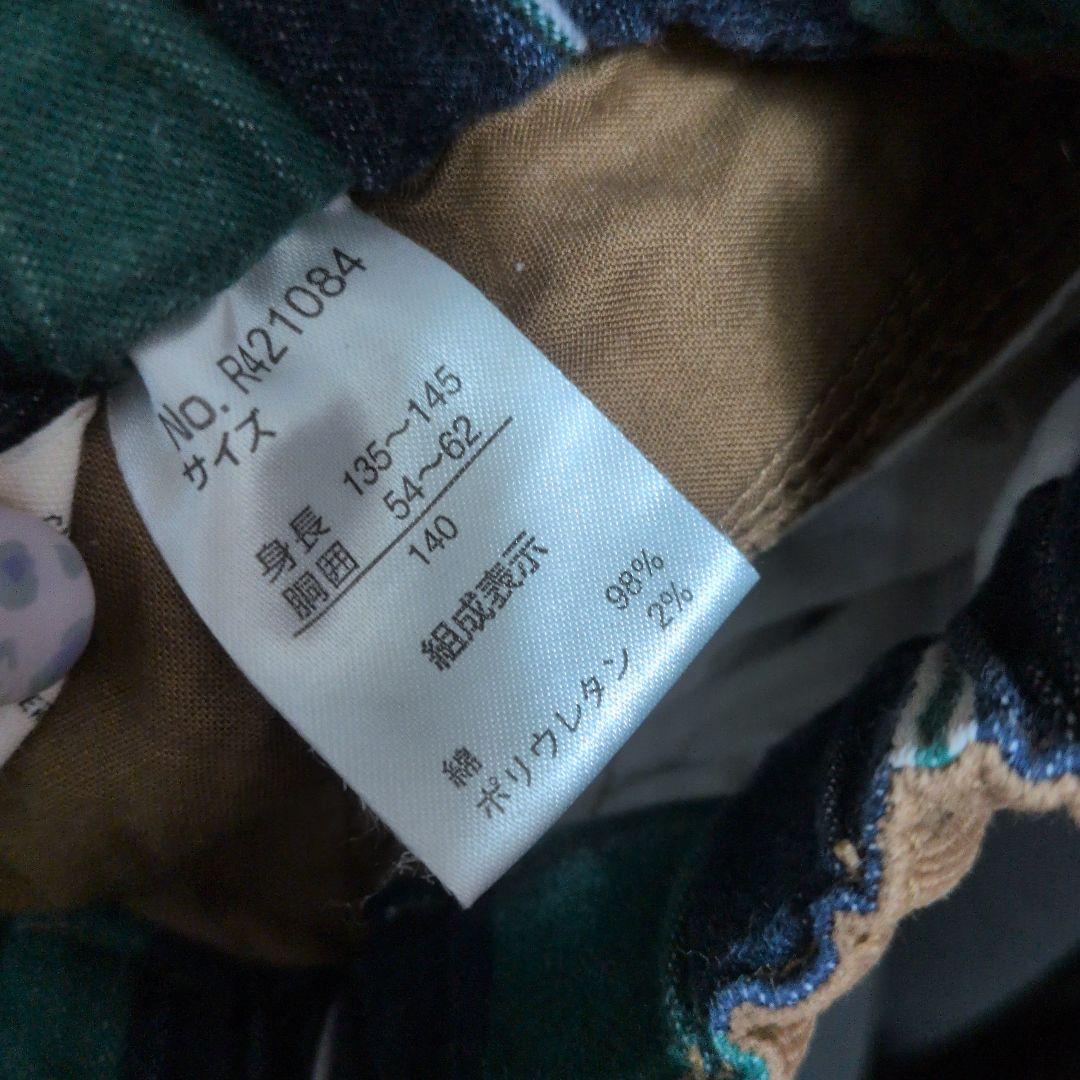 No. R421084
サイズ
身長 135~145
胴囲 54~62
140
組成表示
綿 98%
ポリウレタン 2%